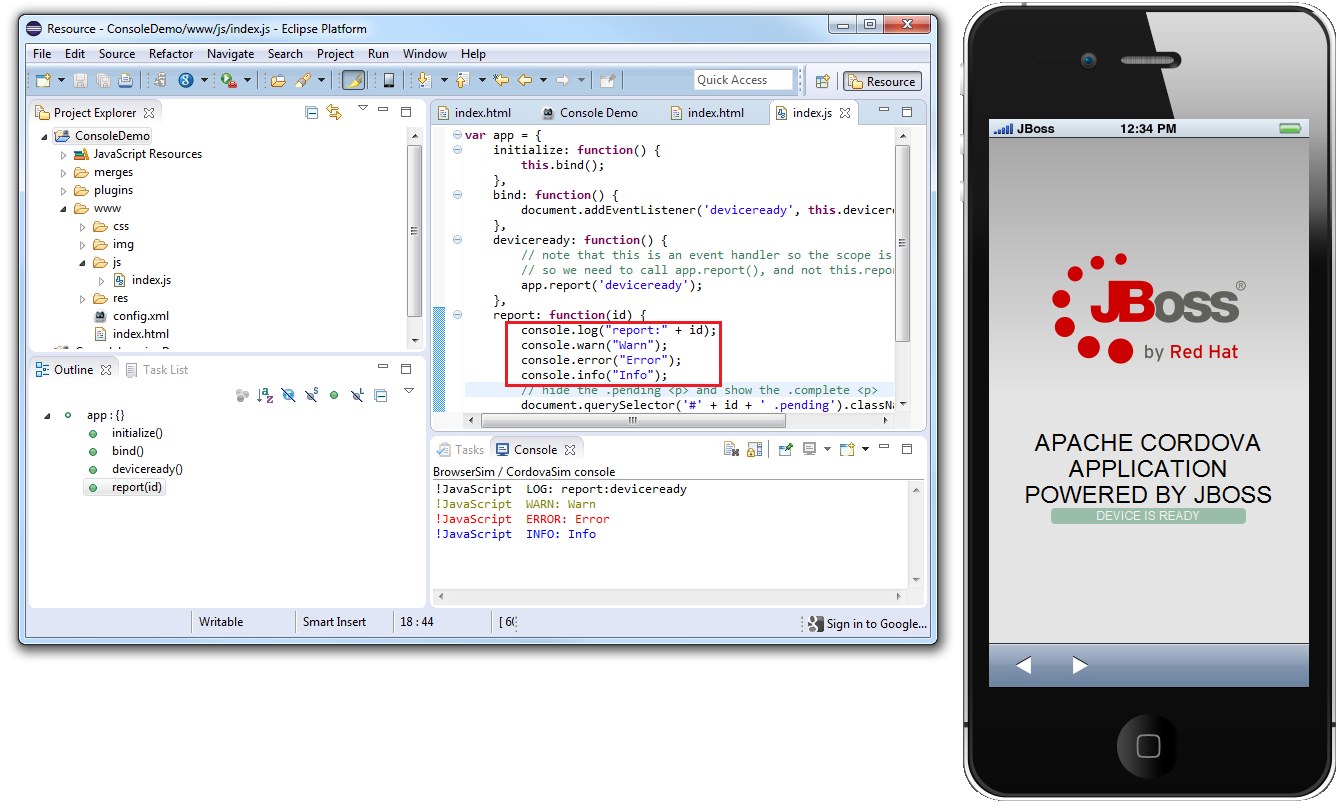 Resource - ConsoleDemo/www/js/index.js - Eclipse Platform
File Edit Source Refactor Navigate Search Project Run Window Help
Quick Access
Resource
Project Explorer
ConsoleDemo
JavaScript Resources
merges
plugins
www
css
img
js
index.js
res
config.xml
index.html
Outline Task List
app : {}
initialize()
bind()
deviceready()
report(id)
index.html Console Demo index.html index.js
var app = {
initialize: function() {
this.bind();
},
bind: function() {
document.addEventListener('deviceready', this.devicere
},
deviceready: function() {
// note that this is an event handler so the scope is
// so we need to call app.report(), and not this.repor
app.report('deviceready');
},
report: function(id) {
console.log("report:" + id);
console.warn("Warn");
console.error("Error");
console.info("Info");
// hide the .pending <p> and show the .complete <p>
document.querySelector('#' + id + ' .pending').classNa
Tasks Console
BrowserSim / CordovaSim console
!JavaScript LOG: report:deviceready
!JavaScript WARN: Warn
!JavaScript ERROR: Error
!JavaScript INFO: Info
Writable Smart Insert 18 : 44 Sign in to Google...
JBoss 12:34 PM
JBoss®
by Red Hat
APACHE CORDOVA
APPLICATION
POWERED BY JBOSS
DEVICE IS READY